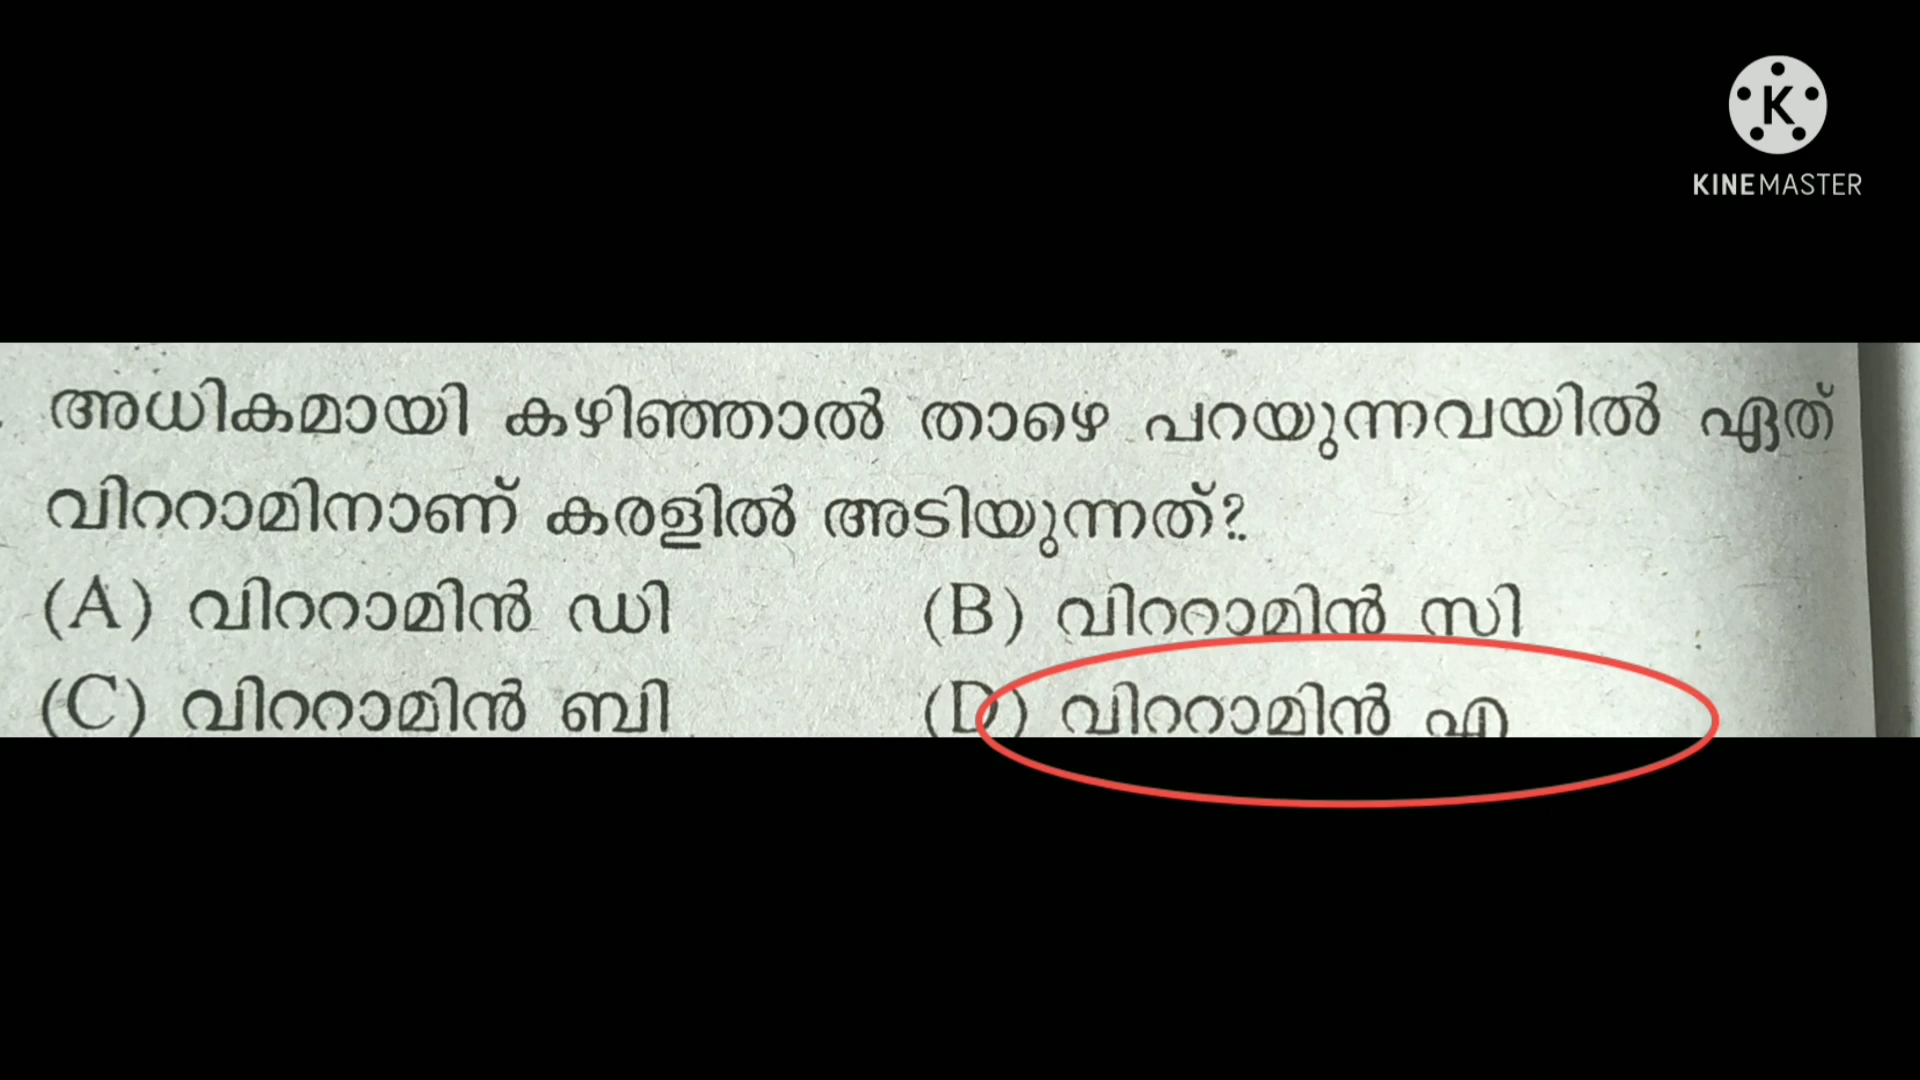 K
KINEMASTER
അധികമായി കഴിഞ്ഞാൽ താഴെ പറയുന്നവയിൽ ഏത്
വിററാമിനാണ് കരളിൽ അടിയുന്നത്?
(A) വിററാമിൻ ഡി (B) വിററാമിൻ സി
(C) വിററാമിൻ ബി (D) വിററാമിൻ എ